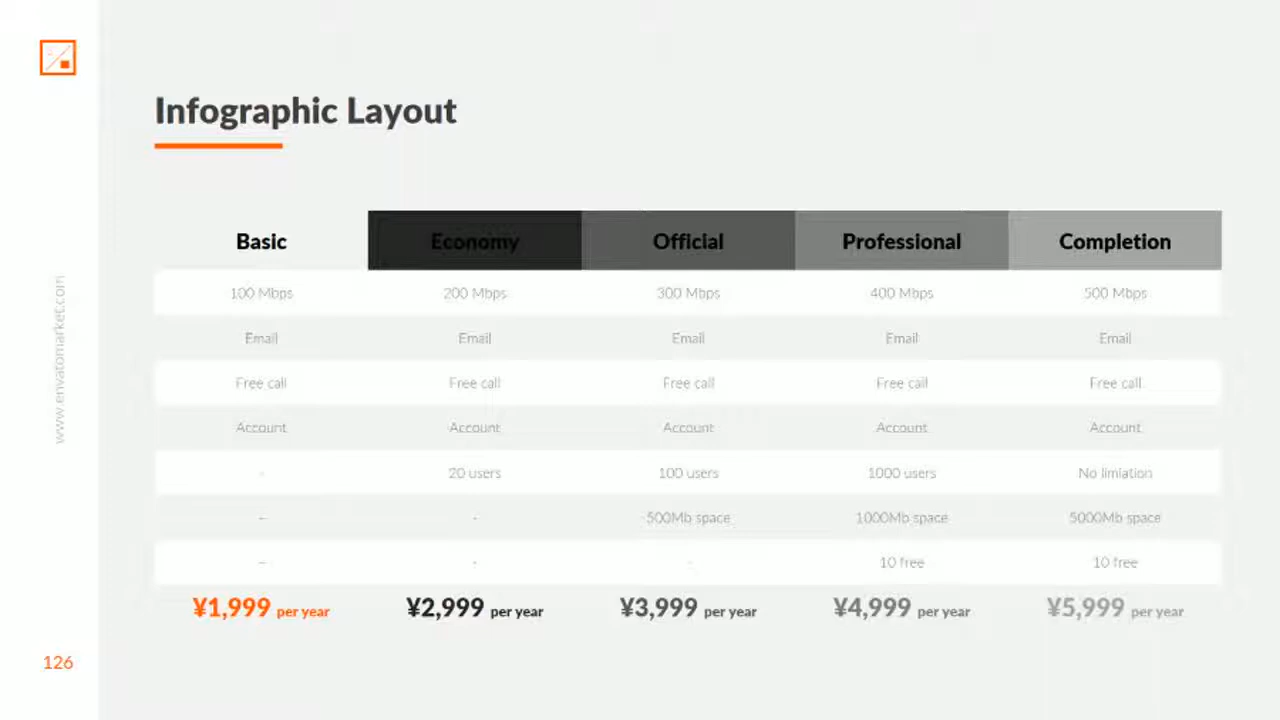 Infographic Layout
Basic Economy Official Professional Completion
100 Mbps 200 Mbps 300 Mbps 400 Mbps 500 Mbps
Email Email Email Email Email
Free call Free call Free call Free call Free call
Account Account Account Account Account
- 20 users 100 users 1000 users No limiation
- - 500Mb space 1000Mb space 5000Mb space
- - - 10 free 10 free
¥1,999 per year ¥2,999 per year ¥3,999 per year ¥4,999 per year ¥5,999 per year
www.envatomarket.com
126